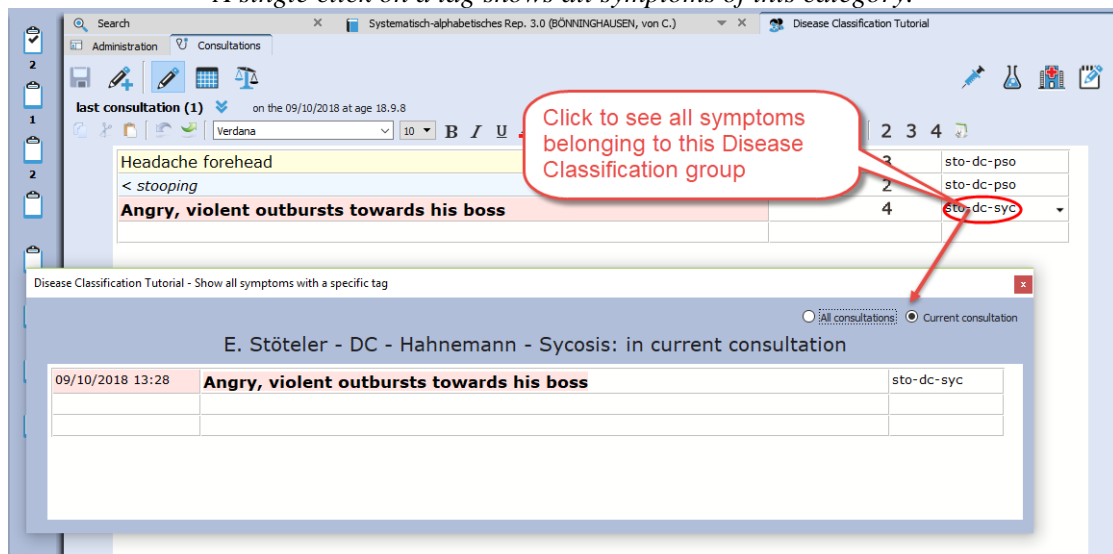 A single click on a tag shows all symptoms of this category.
Search X Systematisch-alphabetisches Rep. 3.0 (BÖNNINGHAUSEN, von C.) X Disease Classification Tutorial
Administration Consultations
2
last consultation (1) on the 09/10/2018 at age 18.9.8
1
Verdana 10 B I U 2 3 4
Click to see all symptoms
belonging to this Disease
Classification group
Headache forehead 3 sto-dc-pso
2
< stooping 2 sto-dc-pso
Angry, violent outbursts towards his boss 4 sto-dc-syc
Disease Classification Tutorial - Show all symptoms with a specific tag x
All consultations Current consultation
E. Stöteler - DC - Hahnemann - Sycosis: in current consultation
09/10/2018 13:28 Angry, violent outbursts towards his boss sto-dc-syc